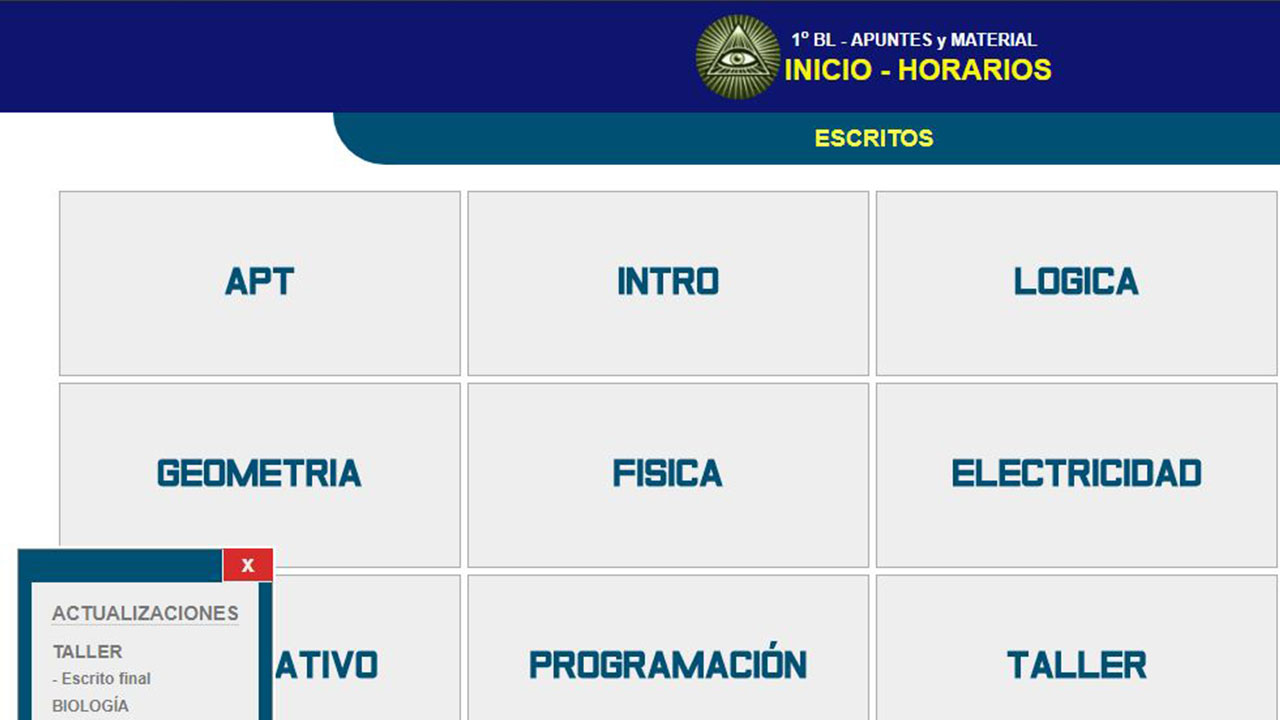 1º BL - APUNTES y MATERIAL
INICIO - HORARIOS
ESCRITOS
APT
INTRO
LOGICA
GEOMETRIA
FISICA
ELECTRICIDAD
ATIVO
PROGRAMACIÓN
TALLER
X
ACTUALIZACIONES
TALLER
- Escrito final
BIOLOGÍA